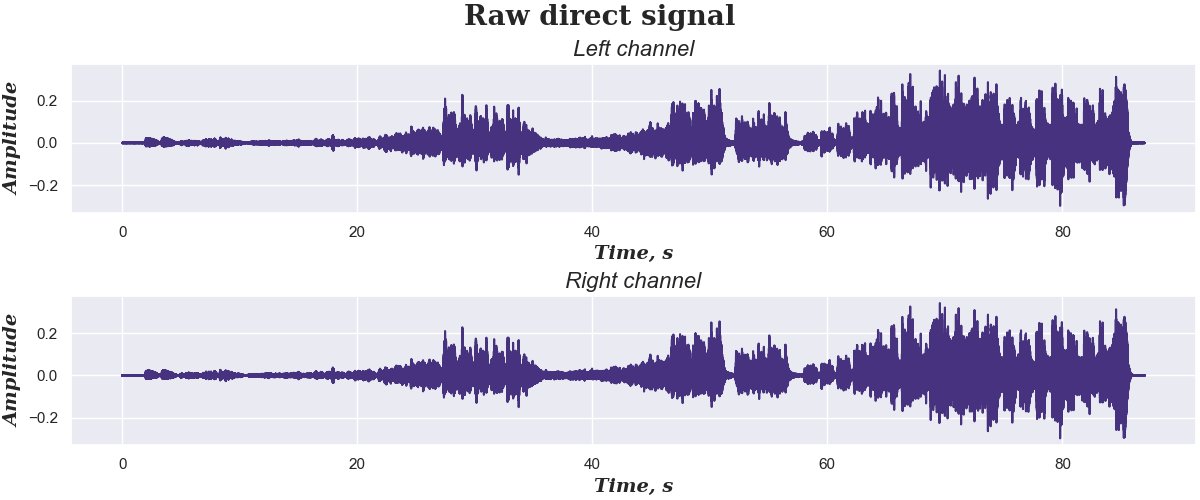 Raw direct signal
Left channel
Amplitude
0.2
0.0
−0.2
0 20 40 60 80
Time, s
Right channel
Amplitude
0.2
0.0
−0.2
0 20 40 60 80
Time, s